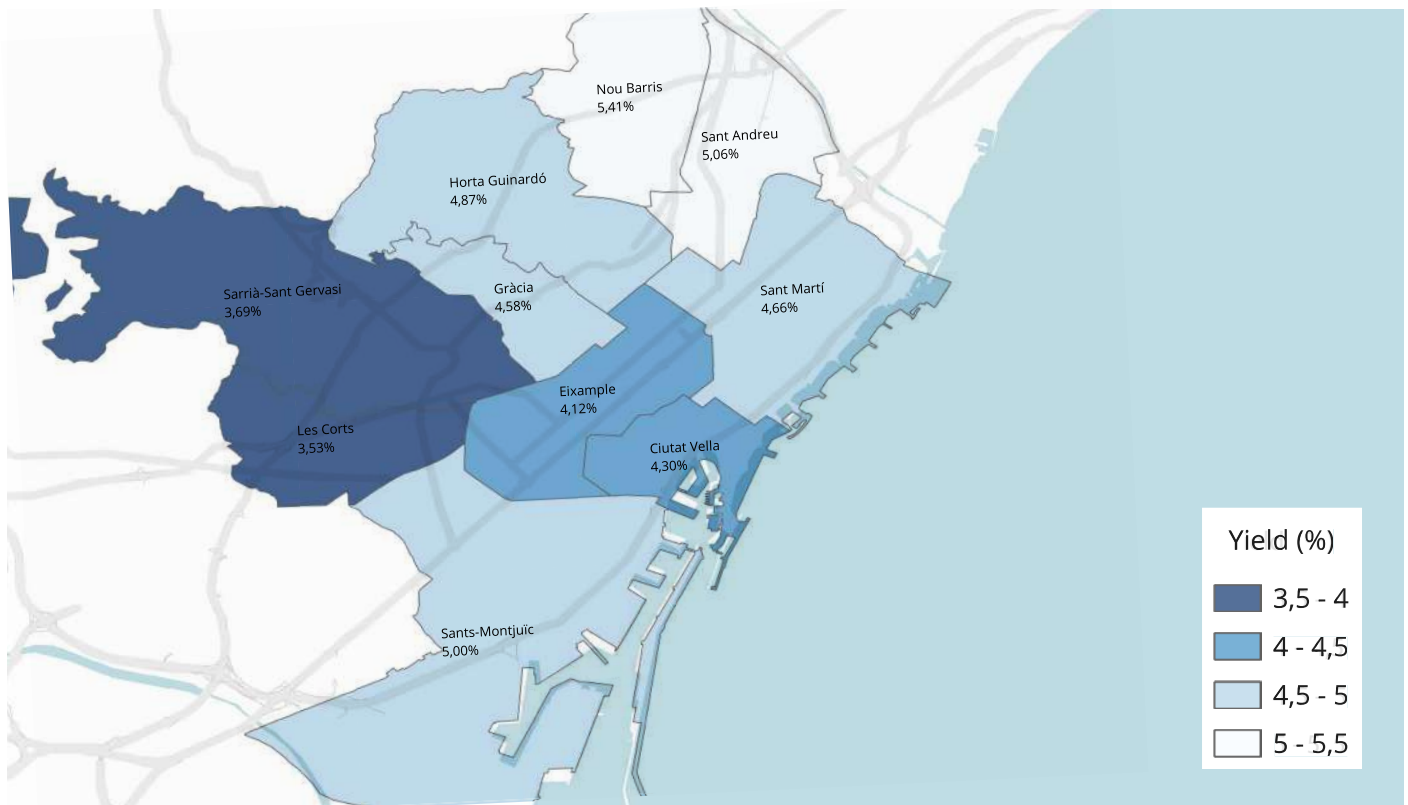 Nou Barris
5,41%
Sant Andreu
5,06%
Horta Guinardó
4,87%
Sarrià-Sant Gervasi
3,69%
Gràcia
4,58%
Sant Martí
4,66%
Eixample
4,12%
Les Corts
3,53%
Ciutat Vella
4,30%
Sants-Montjuïc
5,00%
Yield (%)
3,5 - 4
4 - 4,5
4,5 - 5
5 - 5,5